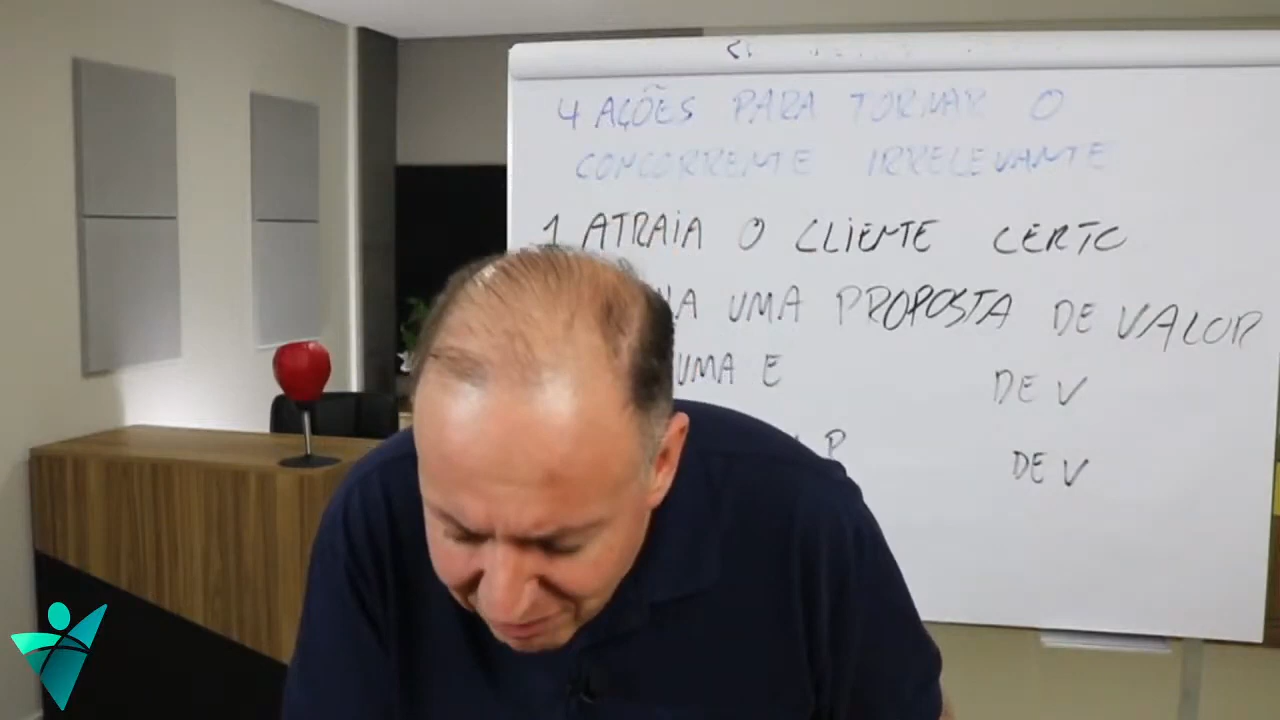 4 AÇÕES PARA TORNAR O
CONCORRENTE IRRELEVANTE
1 ATRAIA O CLIENTE CERTO
UMA PROPOSTA DE VALOR
UMA E DE V
P DE V